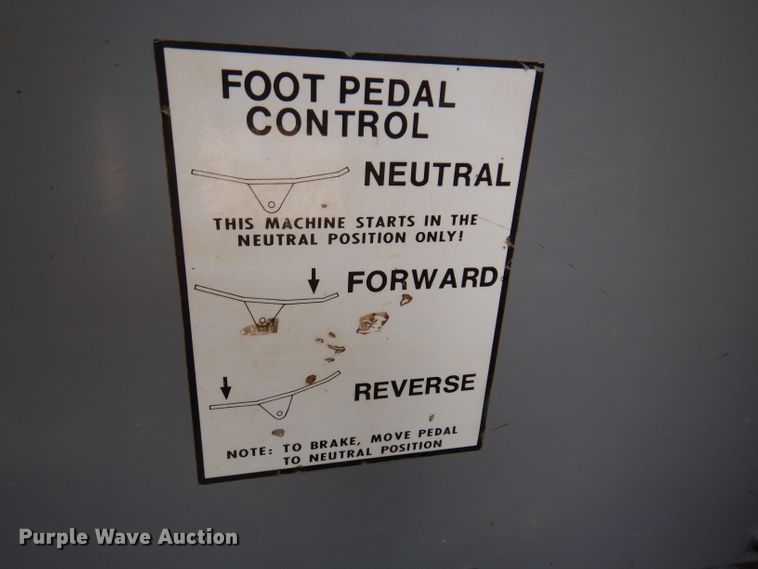 FOOT PEDAL
CONTROL
NEUTRAL
THIS MACHINE STARTS IN THE
NEUTRAL POSITION ONLY!
FORWARD
REVERSE
NOTE: TO BRAKE, MOVE PEDAL
TO NEUTRAL POSITION
Purple Wave Auction